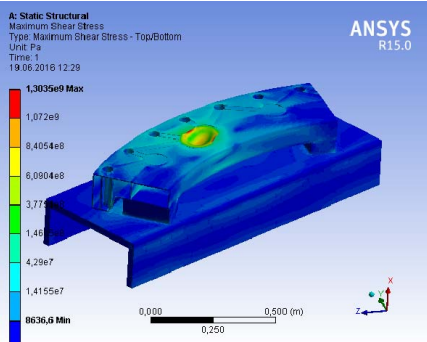 A: Static Structural
Maximum Shear Stress
Type: Maximum Shear Stress - Top/Bottom
Unit: Pa
Time: 1
19.06.2016 12:29
ANSYS
R15.0
1,3035e9 Max
1,072e9
8,4054e8
6,0904e8
4,29e7
1,4155e7
8636,6 Min
0,000
0,500 (m)
0,250
X
Y
Z